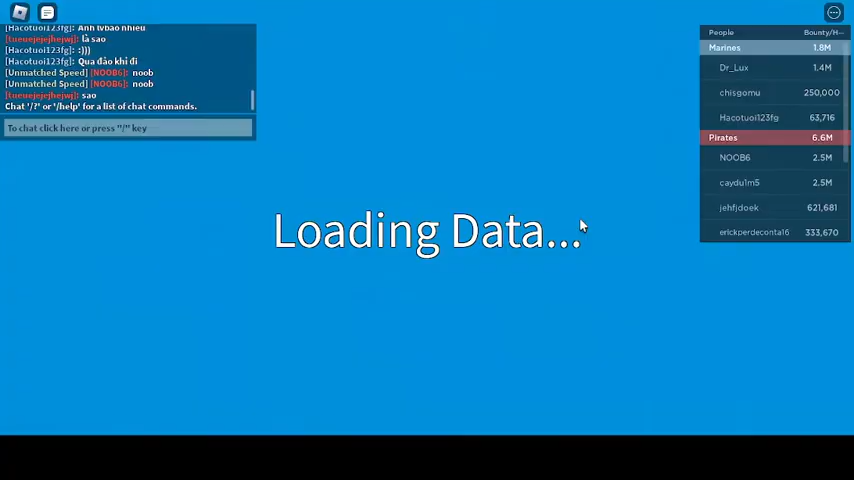 [Hacotuoi123fg]: Anh lvbao nhieu
[tueuejejejhejwj]: là sao
[Hacotuoi123fg]: :)))
[Hacotuoi123fg]: Qua đảo khi đi
[Unmatched Speed] [NOOB6]: noob
[Unmatched Speed] [NOOB6]: noob
[tueuejejejhejwj]: sao
Chat '/?' or '/help' for a list of chat commands.
To chat click here or press "/" key
People Bounty/H--
Marines 1.8M
Dr_Lux 1.4M
chisgomu 250,000
Hacotuoi123fg 63,716
Pirates 6.6M
NOOB6 2.5M
caydu1m5 2.5M
jehfjdoek 621,681
erickperdeconta16 333,670
Loading Data...